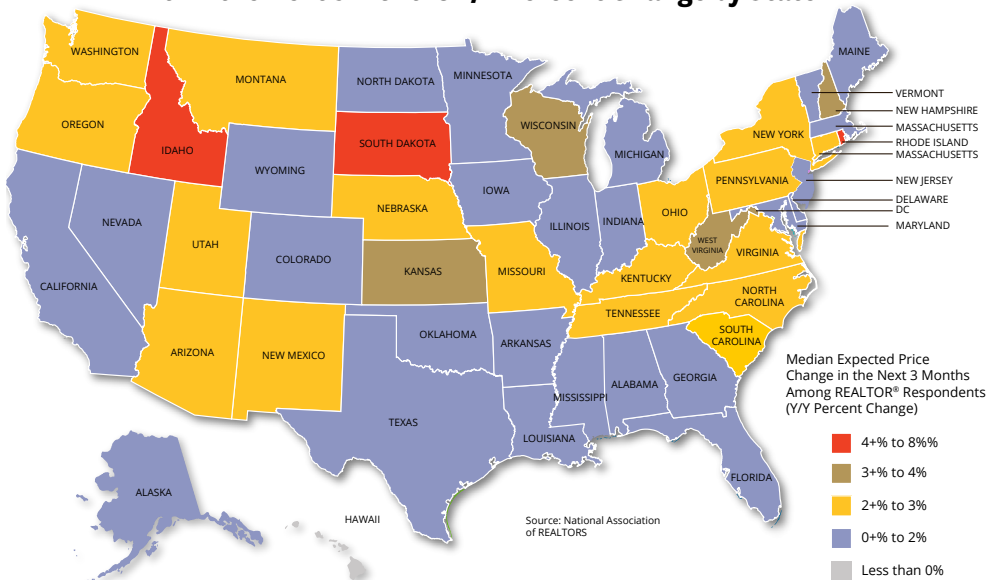 WASHINGTON
MAINE
MONTANA
NORTH DAKOTA
MINNESOTA
VERMONT
NEW HAMPSHIRE
OREGON
WISCONSIN
MASSACHUSETTS
NEW YORK
RHODE ISLAND
IDAHO
SOUTH DAKOTA
MICHIGAN
MASSACHUSETTS
WYOMING
PENNSYLVANIA
NEW JERSEY
IOWA
NEBRASKA
DELAWARE
OHIO
DC
NEVADA
ILLINOIS
INDIANA
MARYLAND
UTAH
WEST
VIRGINIA
VIRGINIA
COLORADO
KANSAS
MISSOURI
KENTUCKY
CALIFORNIA
NORTH
CAROLINA
TENNESSEE
OKLAHOMA
SOUTH
CAROLINA
ARKANSAS
ARIZONA
NEW MEXICO
Median Expected Price
Change in the Next 3 Months
Among REALTOR® Respondents
(Y/Y Percent Change)
GEORGIA
ALABAMA
MISSISSIPPI
TEXAS
LOUISIANA
4+% to 8%%
3+% to 4%
FLORIDA
ALASKA
2+% to 3%
HAWAII
Source: National Association
of REALTORS
0+% to 2%
Less than 0%